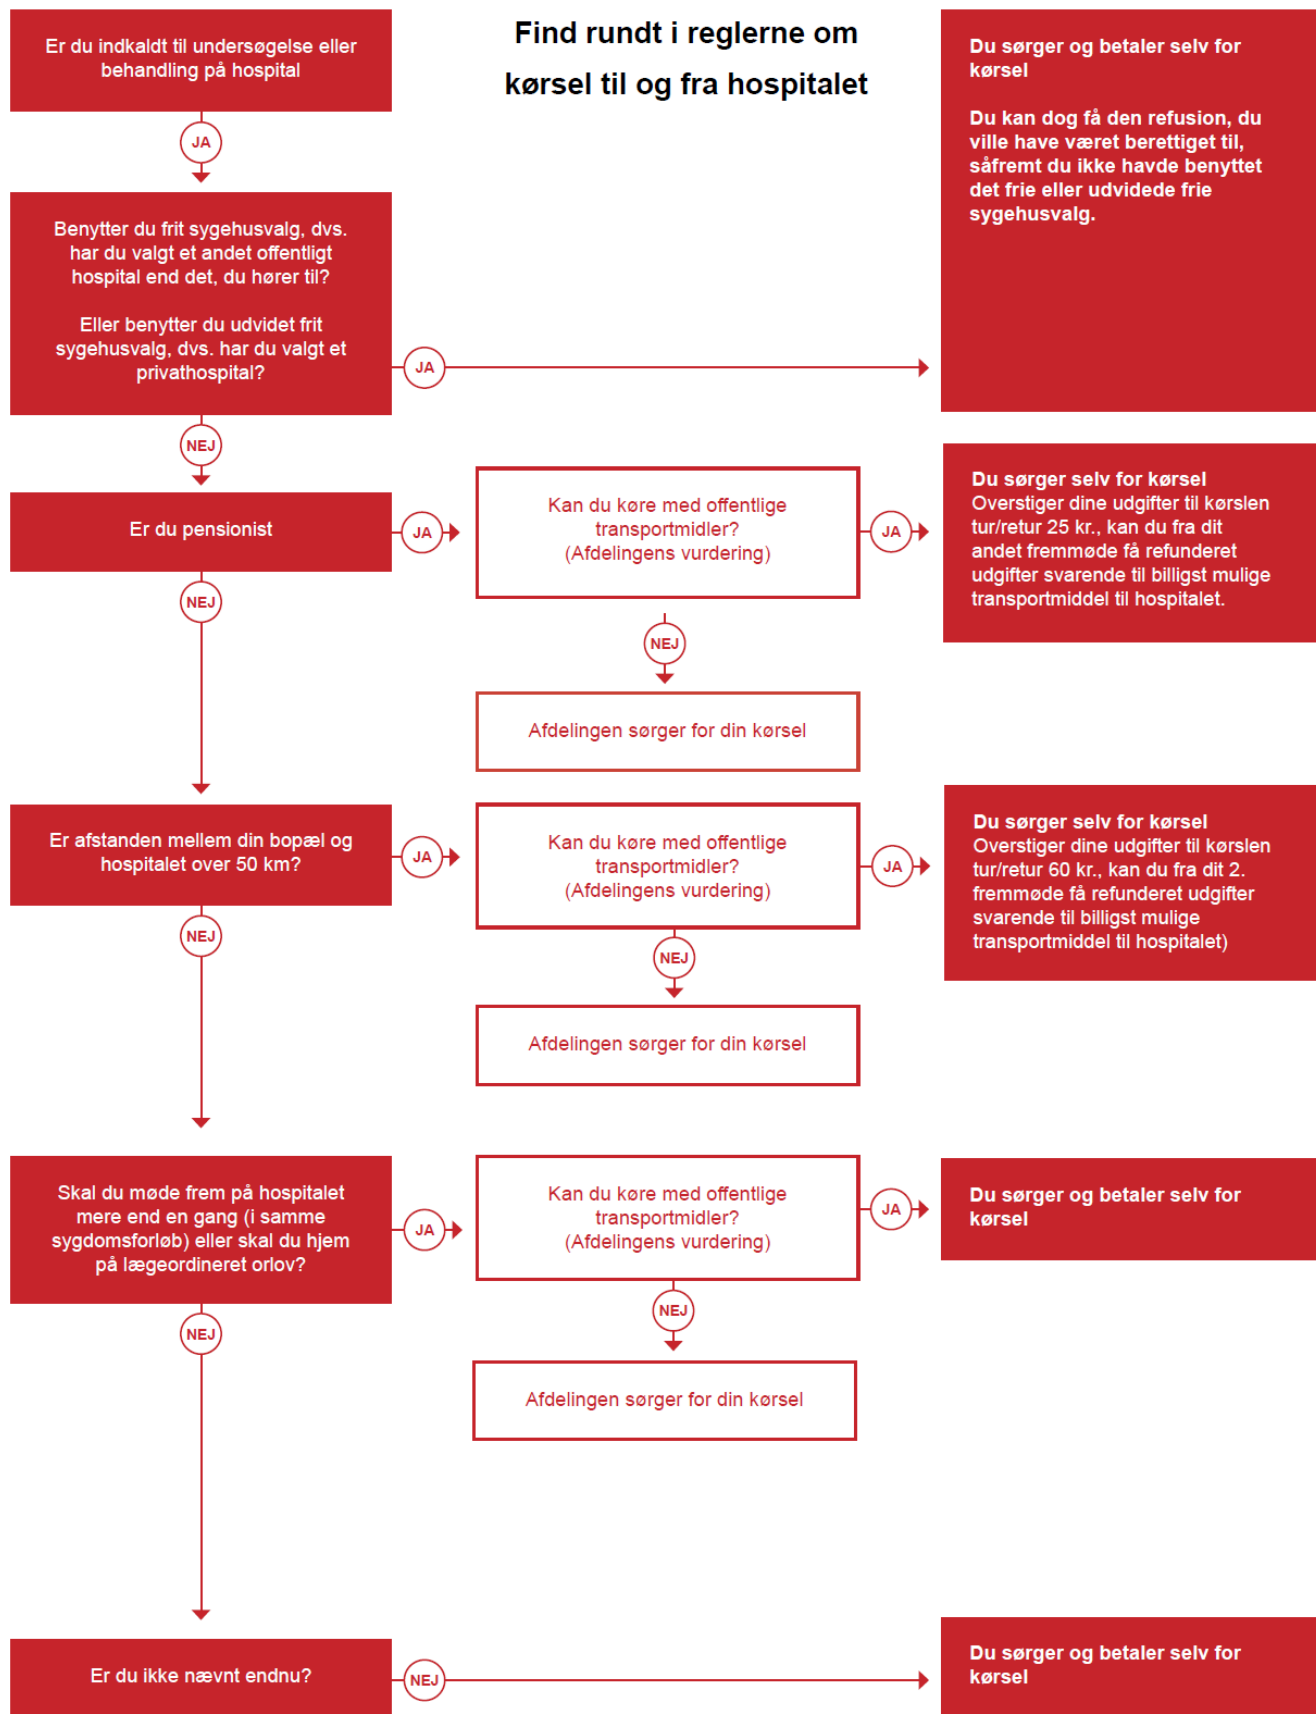 Find rundt i reglerne om
kørsel til og fra hospitalet
Er du indkaldt til undersøgelse eller
behandling på hospital
JA
Benytter du frit sygehusvalg, dvs.
har du valgt et andet offentligt
hospital end det, du hører til?
Eller benytter du udvidet frit
sygehusvalg, dvs. har du valgt et
privathospital?
JA
Du sørger og betaler selv for
kørsel
Du kan dog få den refusion, du
ville have været berettiget til,
såfremt du ikke havde benyttet
det frie eller udvidede frie
sygehusvalg.
NEJ
Er du pensionist
JA
Kan du køre med offentlige
transportmidler?
(Afdelingens vurdering)
JA
Du sørger selv for kørsel
Overstiger dine udgifter til kørslen
tur/retur 25 kr., kan du fra dit
andet fremmøde få refunderet
udgifter svarende til billigst mulige
transportmiddel til hospitalet.
NEJ
Afdelingen sørger for din kørsel
NEJ
Er afstanden mellem din bopæl og
hospitalet over 50 km?
JA
Kan du køre med offentlige
transportmidler?
(Afdelingens vurdering)
JA
Du sørger selv for kørsel
Overstiger dine udgifter til kørslen
tur/retur 60 kr., kan du fra dit 2.
fremmøde få refunderet udgifter
svarende til billigst mulige
transportmiddel til hospitalet)
NEJ
Afdelingen sørger for din kørsel
NEJ
Skal du møde frem på hospitalet
mere end en gang (i samme
sygdomsforløb) eller skal du hjem
på lægeordineret orlov?
JA
Kan du køre med offentlige
transportmidler?
(Afdelingens vurdering)
JA
Du sørger og betaler selv for
kørsel
NEJ
Afdelingen sørger for din kørsel
NEJ
Er du ikke nævnt endnu?
NEJ
Du sørger og betaler selv for
kørsel